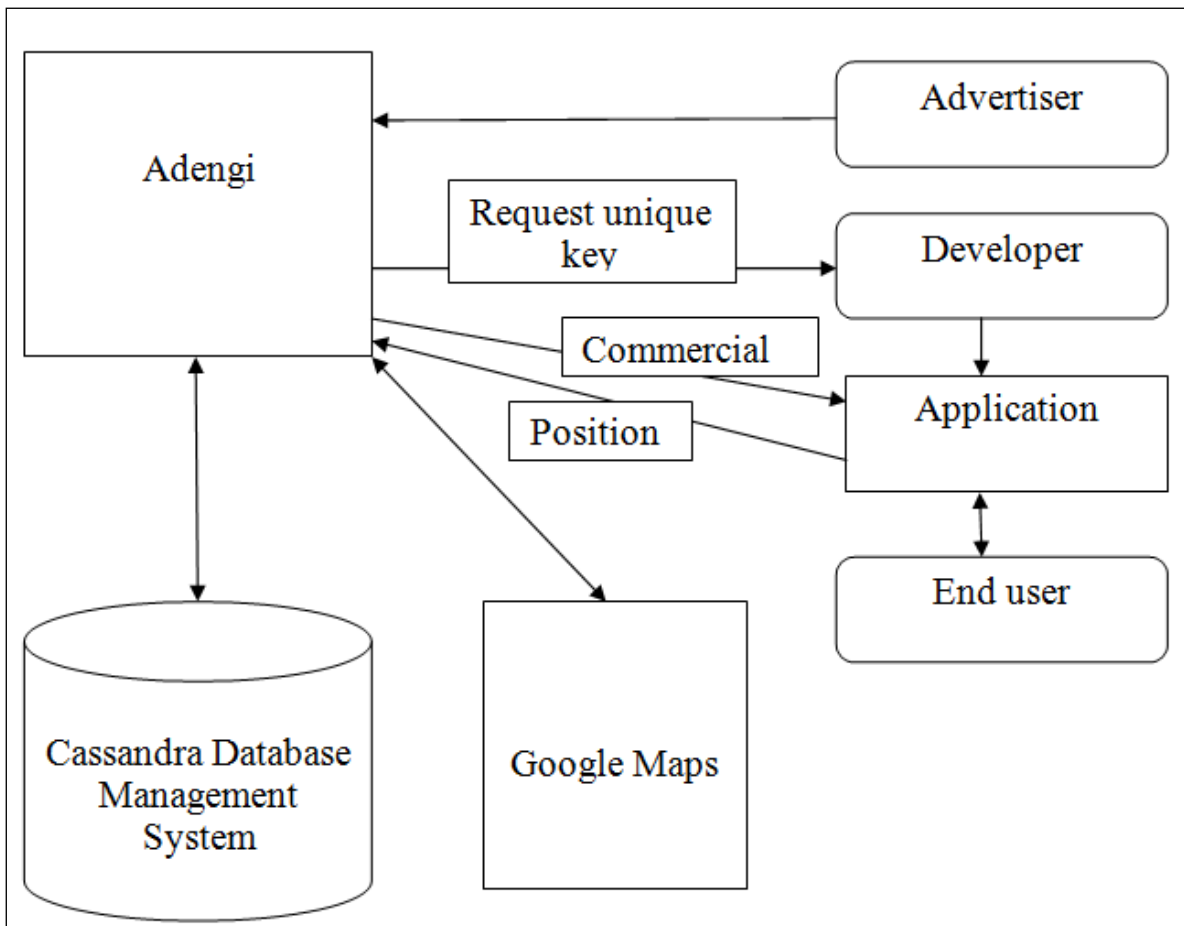 Adengi
Advertiser
Request unique
key
Developer
Commercial
Position
Application
End user
Cassandra Database
Management
System
Google Maps